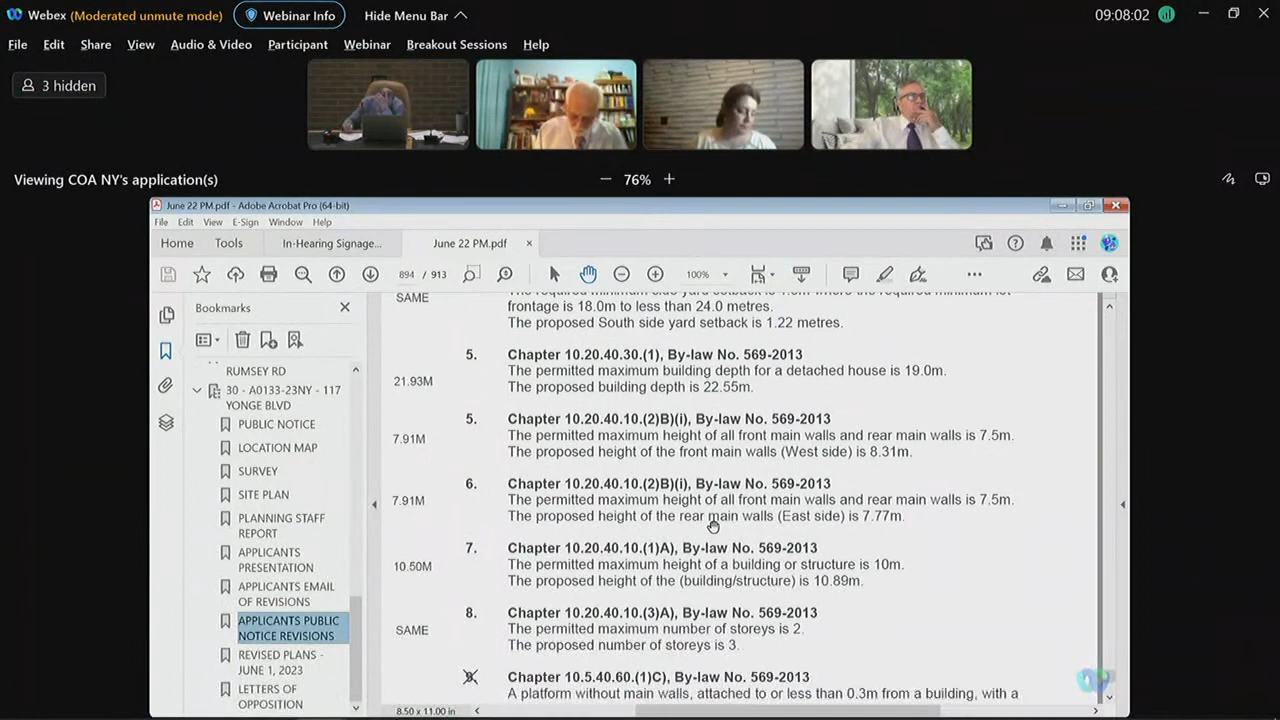 Webex (Moderated unmute mode) Webinar Info Hide Menu Bar 09:08:02
File Edit Share View Audio & Video Participant Webinar Breakout Sessions Help
3 hidden
Viewing COA NY's application(s) 76%
June 22 PM.pdf - Adobe Acrobat Pro (64-bit)
File Edit View E-Sign Window Help
Home Tools In-Hearing Signage... June 22 PM.pdf
894 / 913 100%
Bookmarks
RUMSEY RD
30 - A0133-23NY - 117
YONGE BLVD
PUBLIC NOTICE
LOCATION MAP
SURVEY
SITE PLAN
PLANNING STAFF
REPORT
APPLICANTS
PRESENTATION
APPLICANTS EMAIL
OF REVISIONS
APPLICANTS PUBLIC
NOTICE REVISIONS
REVISED PLANS -
JUNE 1, 2023
LETTERS OF
OPPOSITION
SAME
frontage is 18.0m to less than 24.0 metres.
The proposed South side yard setback is 1.22 metres.
5. Chapter 10.20.40.30.(1), By-law No. 569-2013
The permitted maximum building depth for a detached house is 19.0m.
21.93M
The proposed building depth is 22.55m.
5. Chapter 10.20.40.10.(2)B)(i), By-law No. 569-2013
The permitted maximum height of all front main walls and rear main walls is 7.5m.
7.91M
The proposed height of the front main walls (West side) is 8.31m.
6. Chapter 10.20.40.10.(2)B)(i), By-law No. 569-2013
7.91M The permitted maximum height of all front main walls and rear main walls is 7.5m.
The proposed height of the rear main walls (East side) is 7.77m.
7. Chapter 10.20.40.10.(1)A), By-law No. 569-2013
10.50M The permitted maximum height of a building or structure is 10m.
The proposed height of the (building/structure) is 10.89m.
8. Chapter 10.20.40.10.(3)A), By-law No. 569-2013
SAME The permitted maximum number of storeys is 2.
The proposed number of storeys is 3.
9. Chapter 10.5.40.60.(1)C), By-law No. 569-2013
A platform without main walls, attached to or less than 0.3m from a building, with a
8.50 x 11.00 in